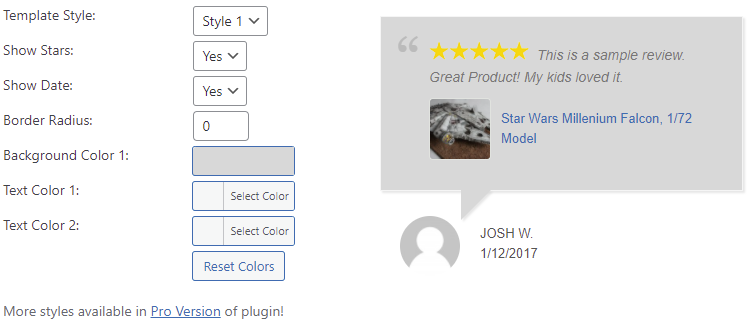 Template Style: Style 1
Show Stars: Yes
Show Date: Yes
Border Radius: 0
Background Color 1:
Text Color 1: Select Color
Text Color 2: Select Color
Reset Colors
More styles available in Pro Version of plugin!
“ ★★★★★ This is a sample review.
Great Product! My kids loved it.
Star Wars Millenium Falcon, 1/72
Model
JOSH W.
1/12/2017